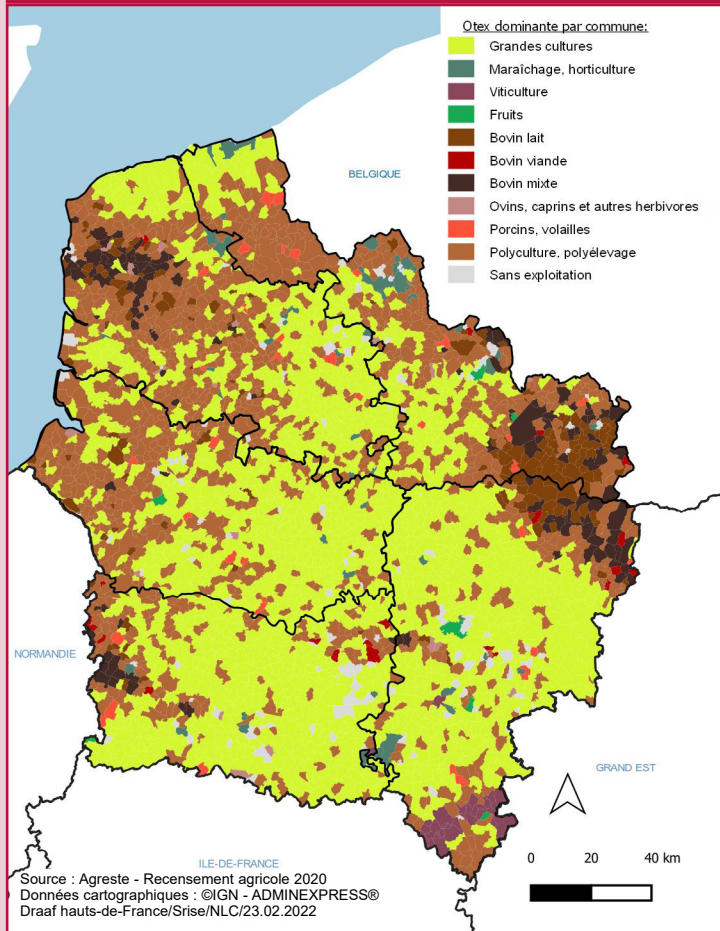 Otex dominante par commune:
Grandes cultures
Maraîchage, horticulture
Viticulture
Fruits
Bovin lait
Bovin viande
Bovin mixte
Ovins, caprins et autres herbivores
Porcins, volailles
Polyculture, polyélevage
Sans exploitation
BELGIQUE
NORMANDIE
GRAND EST
ILE-DE-FRANCE
0 20 40 km
Source : Agreste - Recensement agricole 2020
Données cartographiques : ©IGN - ADMINEXPRESS®
Draaf hauts-de-France/Srise/NLC/23.02.2022